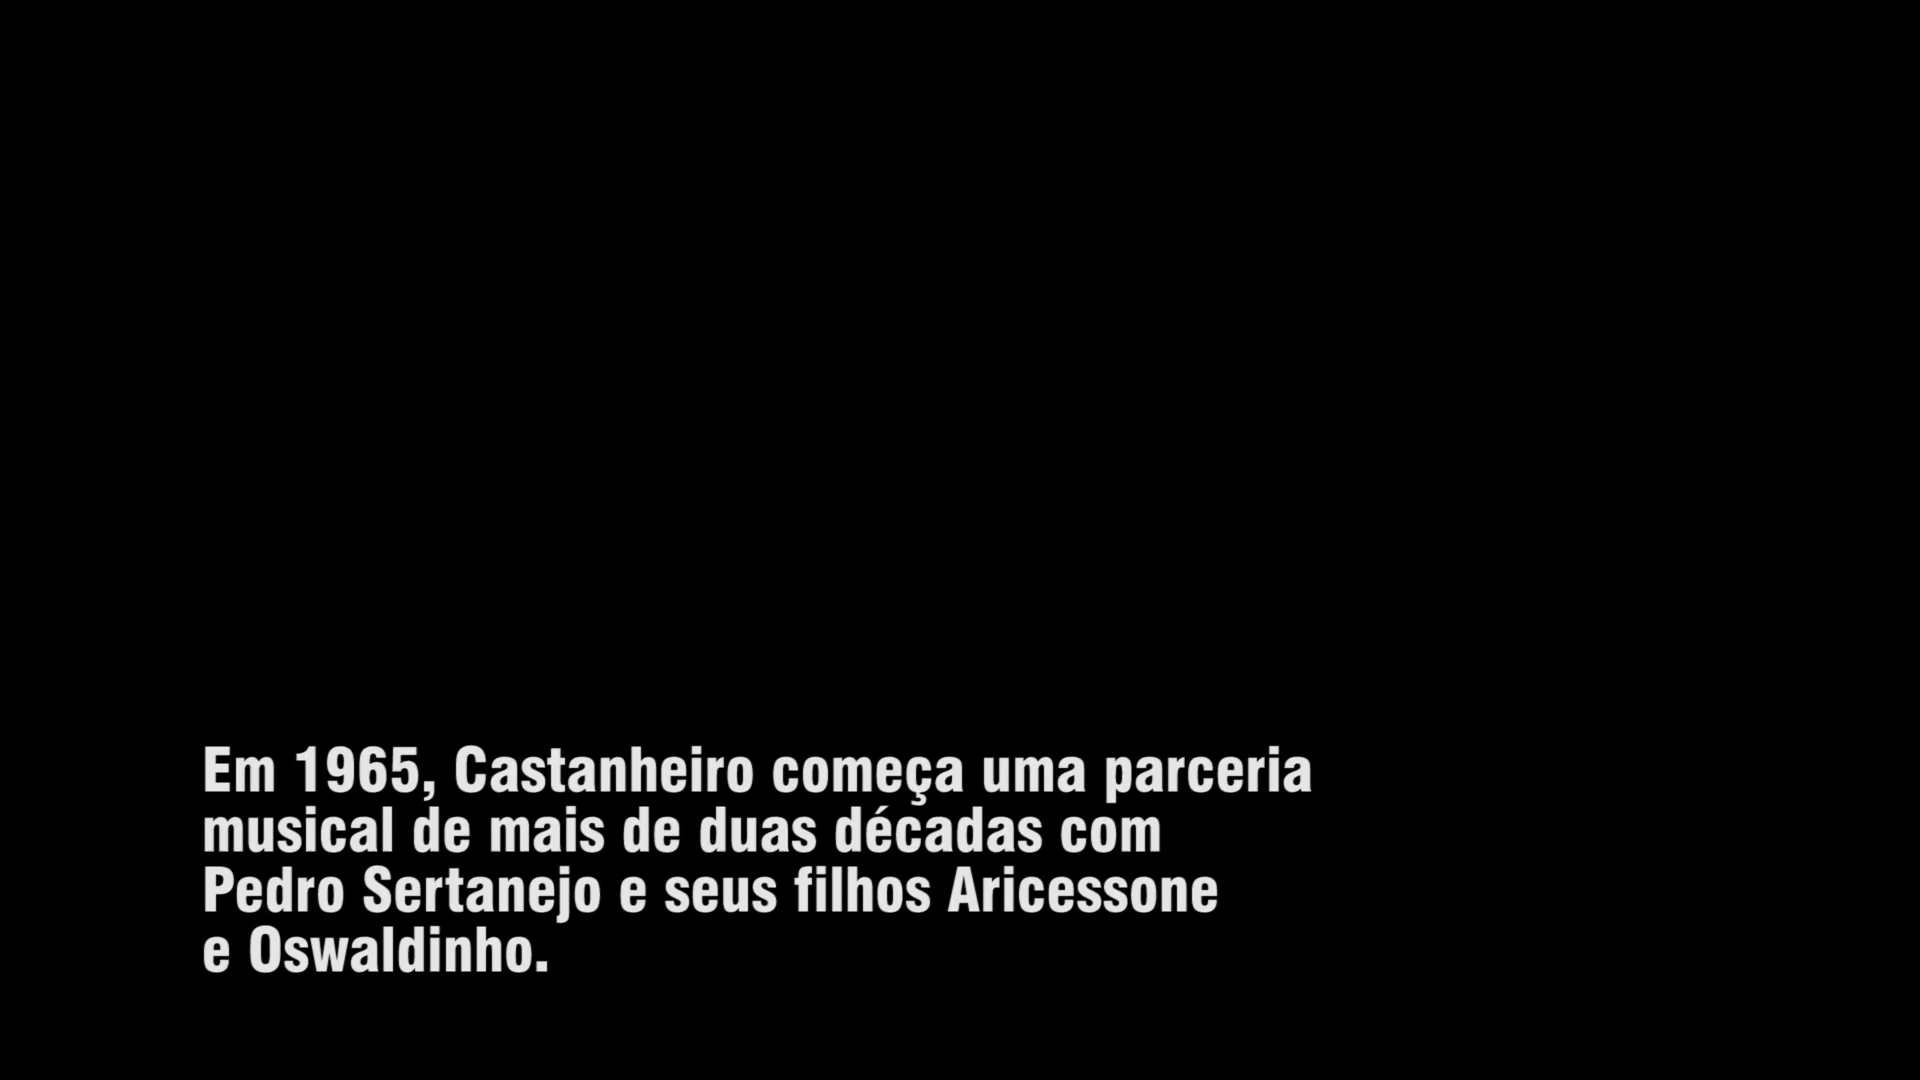 Em 1965, Castanheiro começa uma parceria
musical de mais de duas décadas com
Pedro Sertanejo e seus filhos Aricessone
e Oswaldinho.